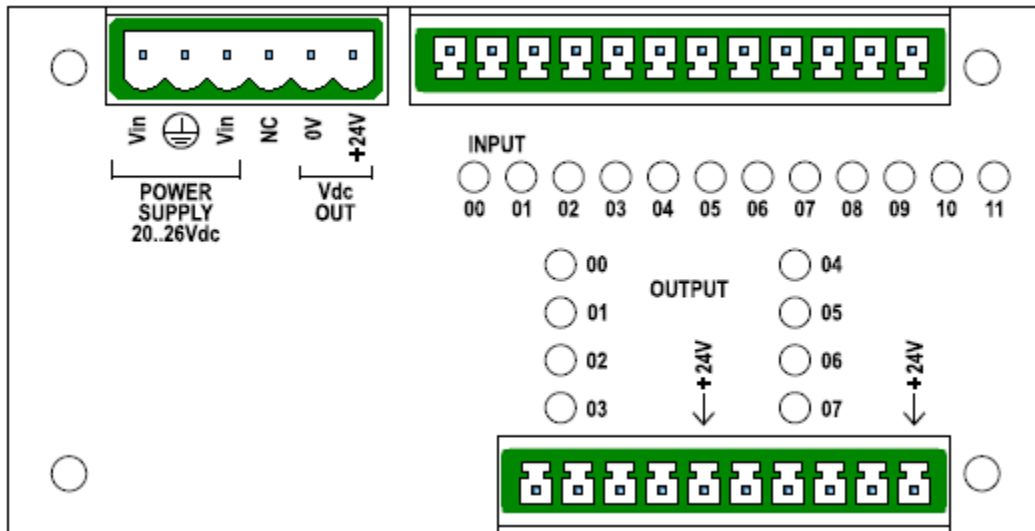 Vin
Vin
NC
0V
+24V
POWER
SUPPLY
20..26Vdc
Vdc
OUT
INPUT
00 01 02 03 04 05 06 07 08 09 10 11
00
01
02
03
OUTPUT
04
05
06
07
+24V
+24V